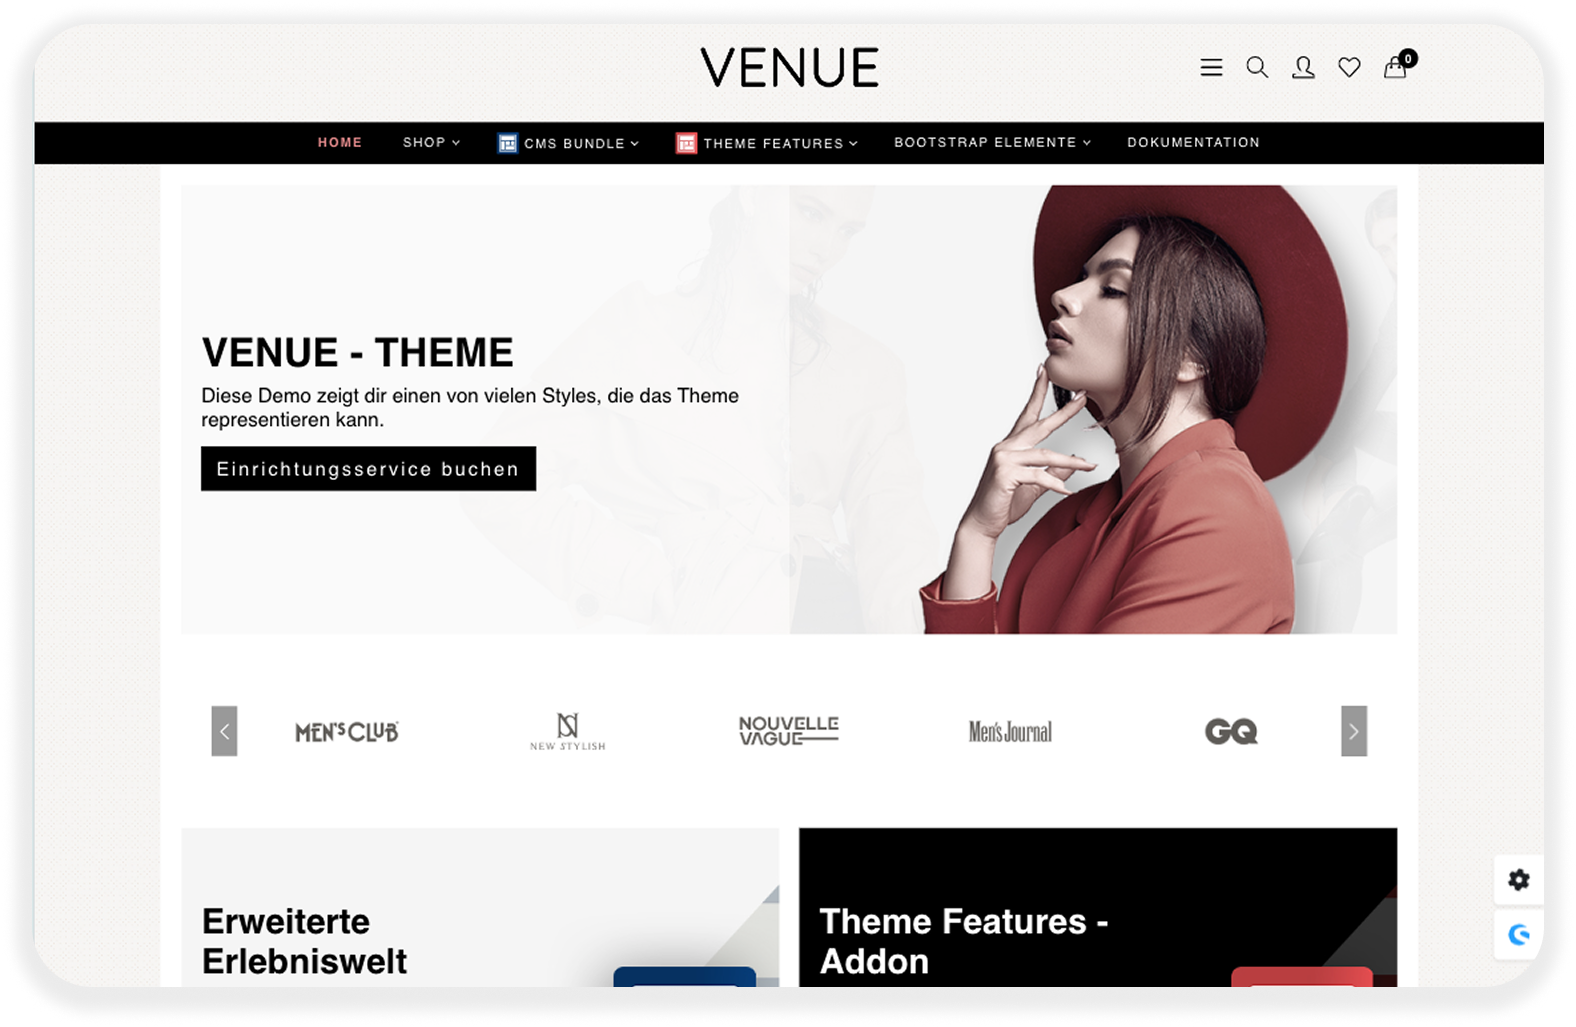 VENUE
0
HOME SHOP CMS BUNDLE THEME FEATURES BOOTSTRAP ELEMENTE DOKUMENTATION
VENUE - THEME
Diese Demo zeigt dir einen von vielen Styles, die das Theme
representieren kann.
Einrichtungsservice buchen
MEN'S CLUB
NS
NEW STYLISH
NOUVELLE
VAGUE
Men's Journal
GQ
Erweiterte
Erlebniswelt
Theme Features -
Addon